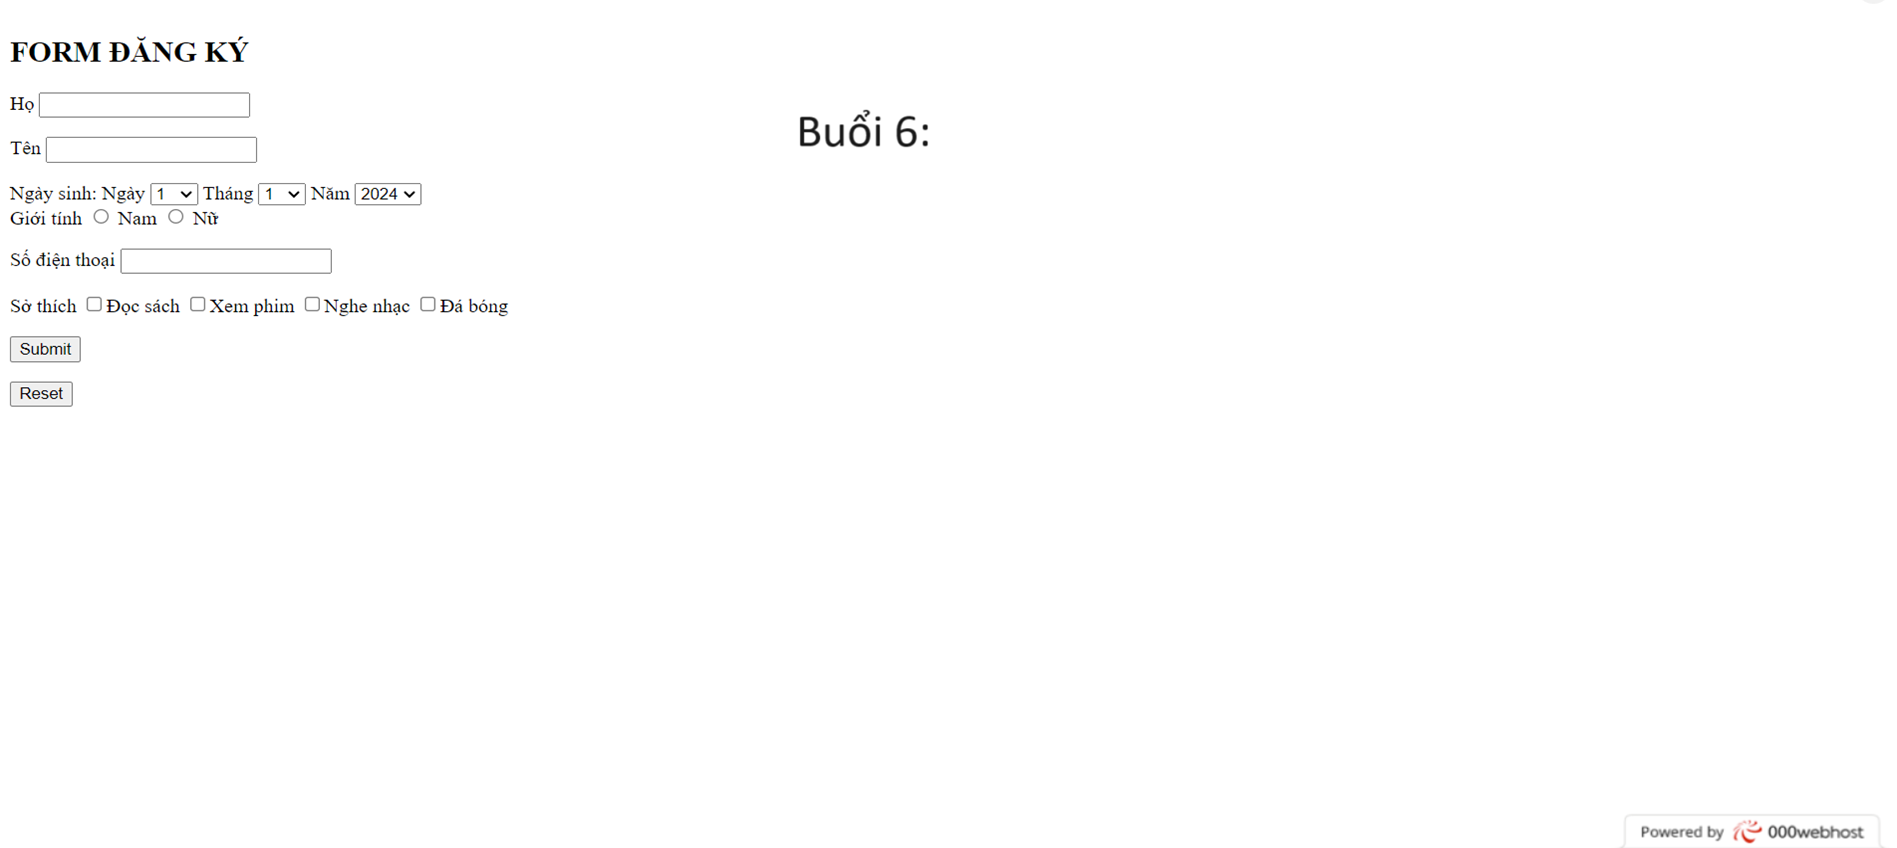 FORM ĐĂNG KÝ
Họ
Buổi 6:
Tên
Ngày sinh: Ngày 1 Tháng 1 Năm 2024
Giới tính Nam Nữ
Số điện thoại
Sở thích Đọc sách Xem phim Nghe nhạc Đá bóng
Submit
Reset
Powered by 000webhost